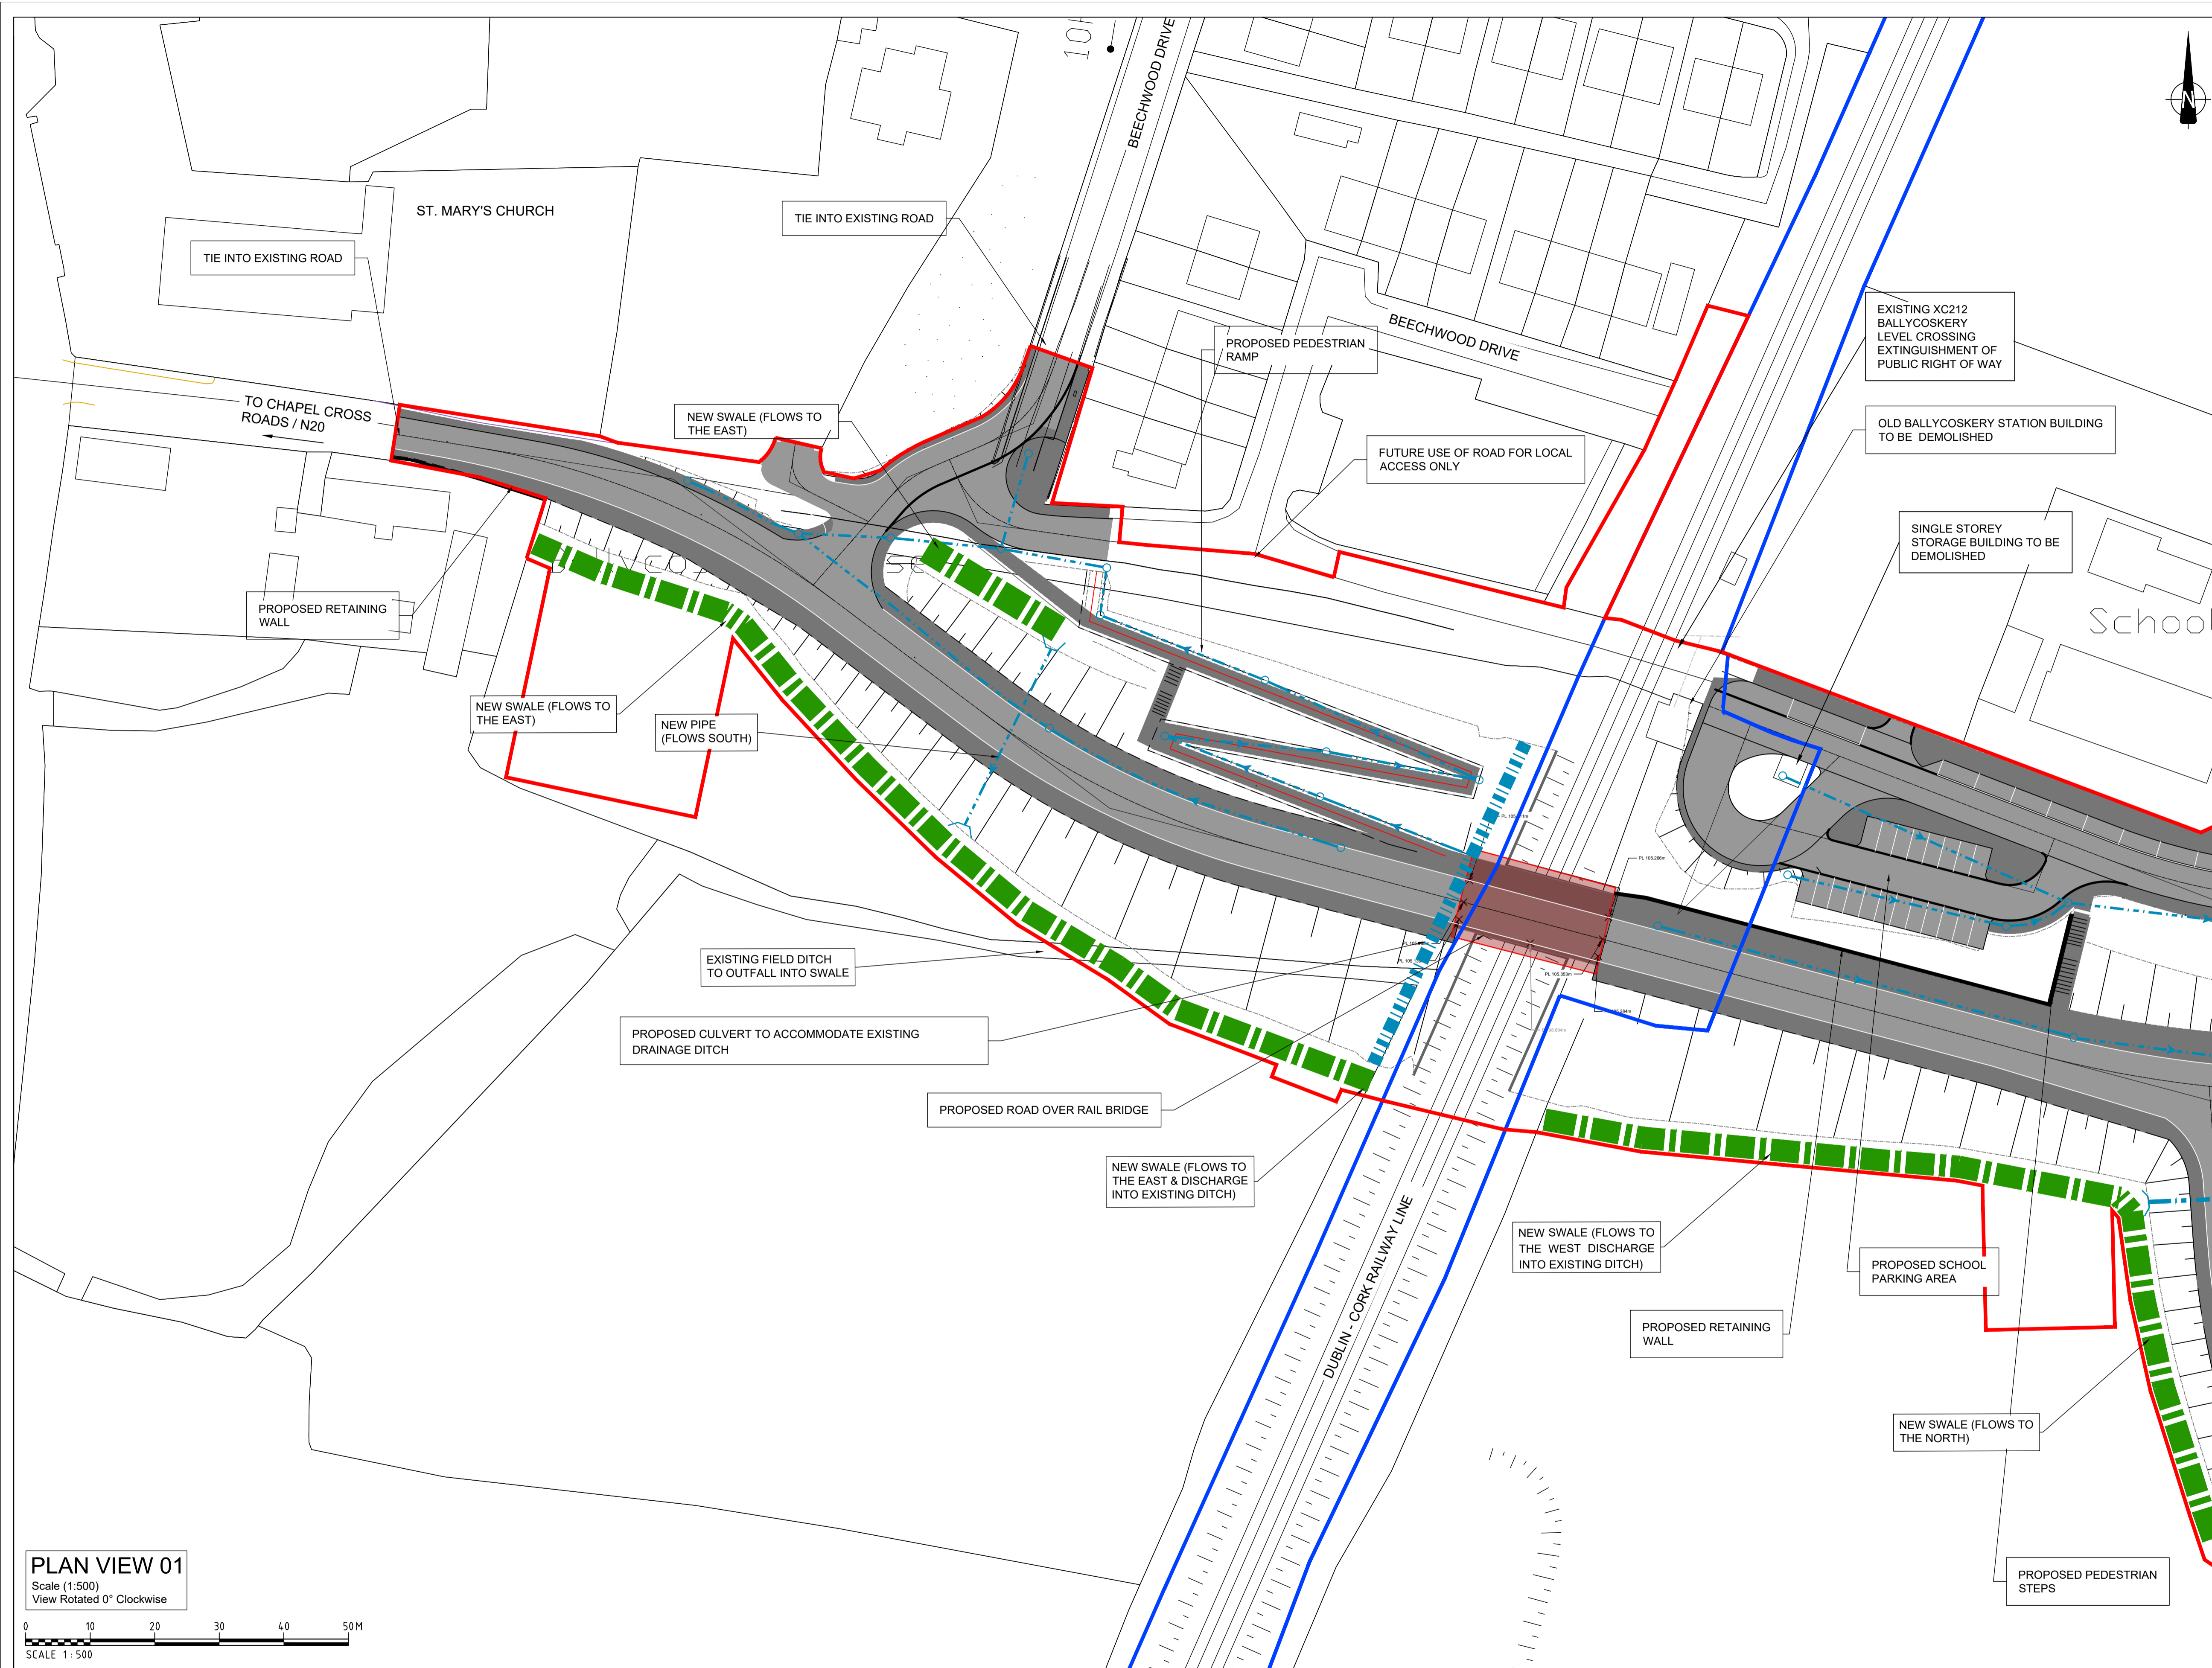 10H
BEECHWOOD DRIVE
N
ST. MARY'S CHURCH
TIE INTO EXISTING ROAD
TIE INTO EXISTING ROAD
EXISTING XC212
BALLYCOSKERY
LEVEL CROSSING
EXTINGUISHMENT OF
PUBLIC RIGHT OF WAY
PROPOSED PEDESTRIAN
RAMP
BEECHWOOD DRIVE
TO CHAPEL CROSS
ROADS / N20
NEW SWALE (FLOWS TO
THE EAST)
OLD BALLYCOSKERY STATION BUILDING
TO BE DEMOLISHED
FUTURE USE OF ROAD FOR LOCAL
ACCESS ONLY
SINGLE STOREY
STORAGE BUILDING TO BE
DEMOLISHED
School
PROPOSED RETAINING
WALL
NEW SWALE (FLOWS TO
THE EAST)
NEW PIPE
(FLOWS SOUTH)
PL 105.266m
EXISTING FIELD DITCH
TO OUTFALL INTO SWALE
PL 105.353m
PROPOSED CULVERT TO ACCOMMODATE EXISTING
DRAINAGE DITCH
PROPOSED ROAD OVER RAIL BRIDGE
NEW SWALE (FLOWS TO
THE EAST & DISCHARGE
INTO EXISTING DITCH)
DUBLIN - CORK RAILWAY LINE
NEW SWALE (FLOWS TO
THE WEST DISCHARGE
INTO EXISTING DITCH)
PROPOSED SCHOOL
PARKING AREA
PROPOSED RETAINING
WALL
NEW SWALE (FLOWS TO
THE NORTH)
PROPOSED PEDESTRIAN
STEPS
PLAN VIEW 01
Scale (1:500)
View Rotated 0° Clockwise
0 10 20 30 40 50M
SCALE 1:500